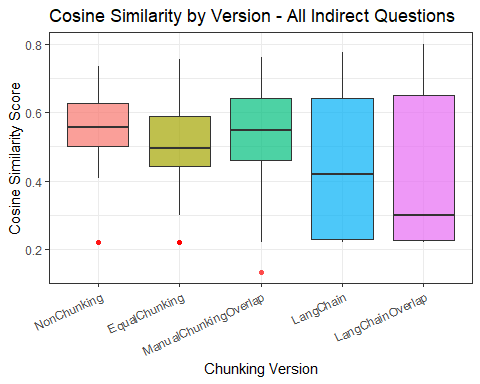 Cosine Similarity by Version - All Indirect Questions
Cosine Similarity Score
0.8
0.6
0.4
0.2
NonChunking
EqualChunking
ManualChunkingOverlap
LangChain
LangChainOverlap
Chunking Version